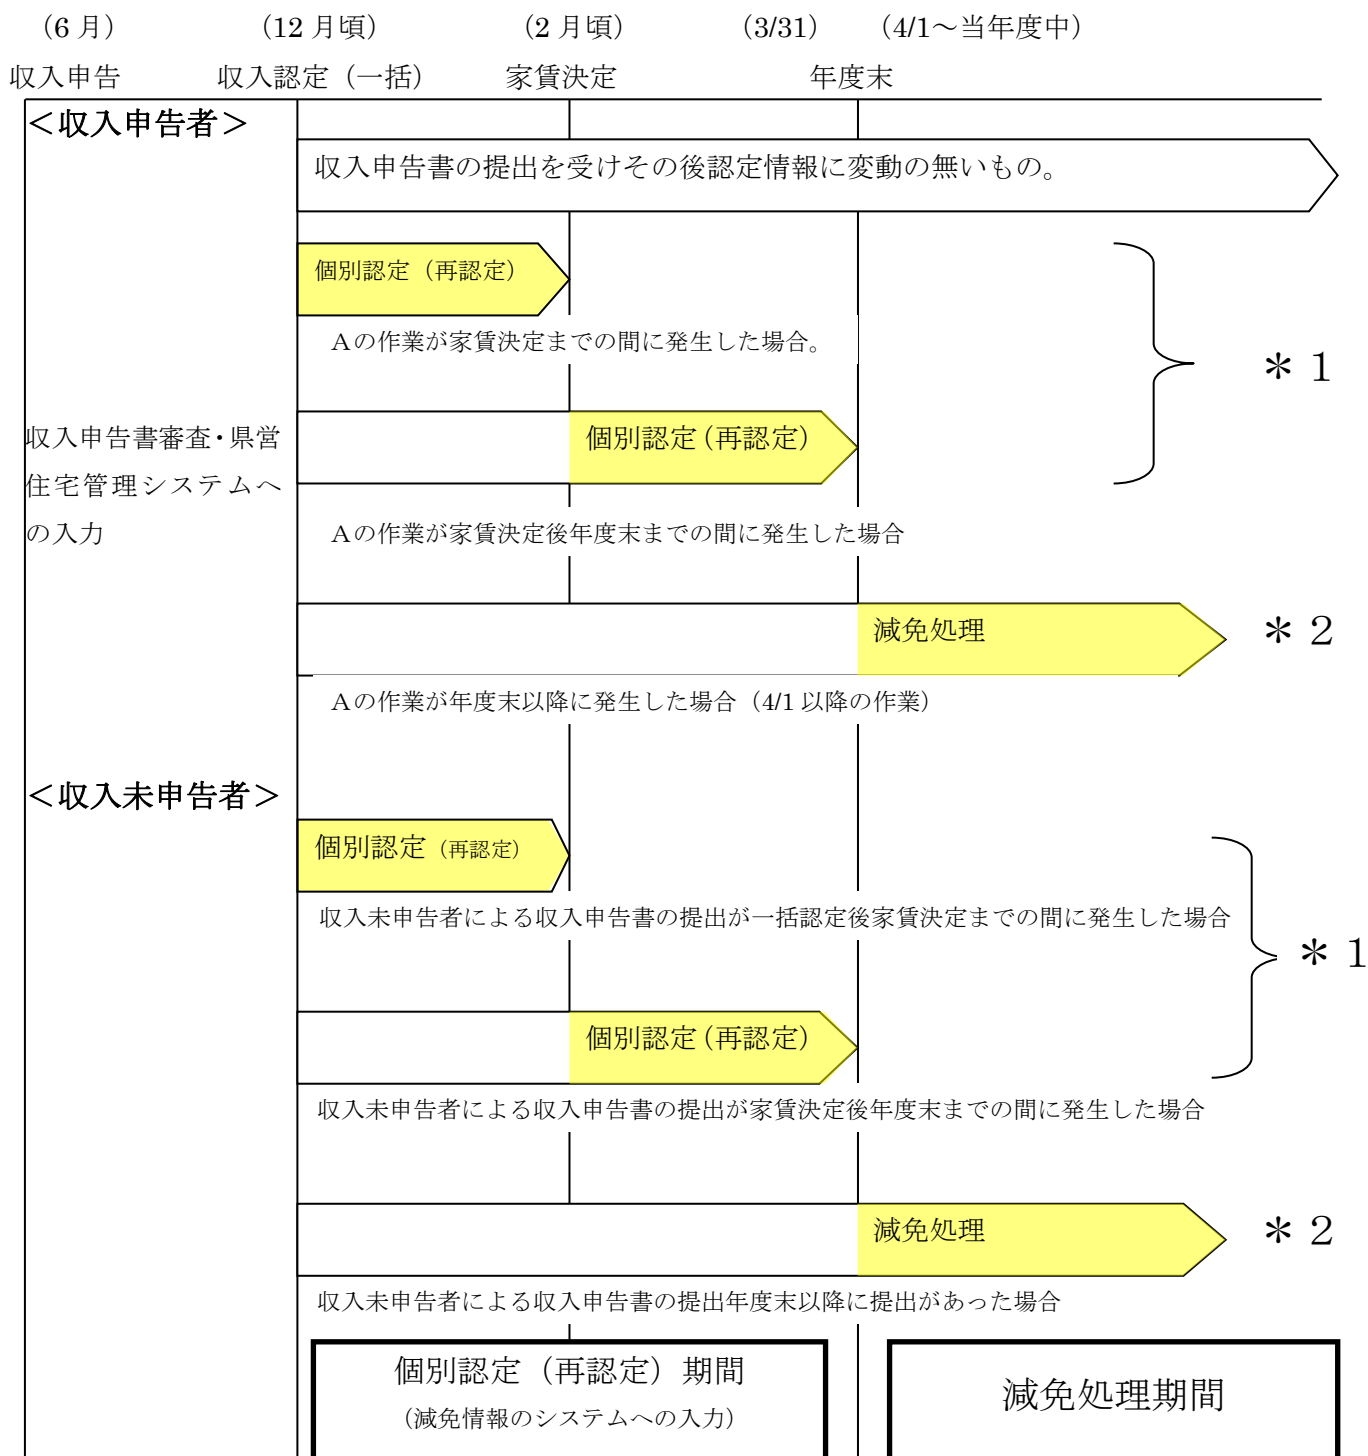 （6 月）　（12 月頃）　（2 月頃）　（3/31）　（4/1～当年度中）
収入申告　収入認定（一括）　家賃決定　年度末
＜収入申告者＞
収入申告書の提出を受けその後認定情報に変動の無いもの。
個別認定（再認定）
Ａの作業が家賃決定までの間に発生した場合。
＊１
収入申告書審査・県営
住宅管理システムへ
の入力
個別認定（再認定）
Ａの作業が家賃決定後年度末までの間に発生した場合
減免処理
＊２
Ａの作業が年度末以降に発生した場合（4/1 以降の作業）
＜収入未申告者＞
個別認定（再認定）
収入未申告者による収入申告書の提出が一括認定後家賃決定までの間に発生した場合
＊１
個別認定（再認定）
収入未申告者による収入申告書の提出が家賃決定後年度末までの間に発生した場合
減免処理
＊２
収入未申告者による収入申告書の提出年度末以降に提出があった場合
個別認定（再認定）期間
（減免情報のシステムへの入力）
減免処理期間